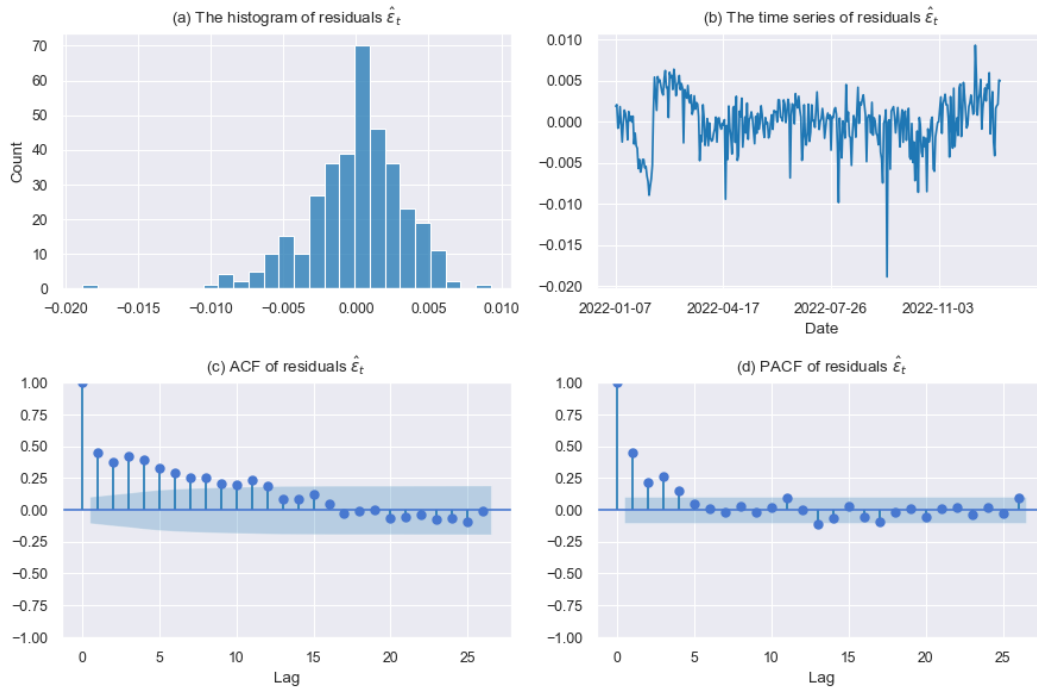 (a) The histogram of residuals ε̂ₜ
70
60
50
40
30
20
10
0
Count
−0.020 −0.015 −0.010 −0.005 0.000 0.005 0.010
(b) The time series of residuals ε̂ₜ
0.010
0.005
0.000
−0.005
−0.010
−0.015
−0.020
2022-01-07 2022-04-17 2022-07-26 2022-11-03
Date
(c) ACF of residuals ε̂ₜ
1.00
0.75
0.50
0.25
0.00
−0.25
−0.50
−0.75
−1.00
0 5 10 15 20 25
Lag
(d) PACF of residuals ε̂ₜ
1.00
0.75
0.50
0.25
0.00
−0.25
−0.50
−0.75
−1.00
0 5 10 15 20 25
Lag